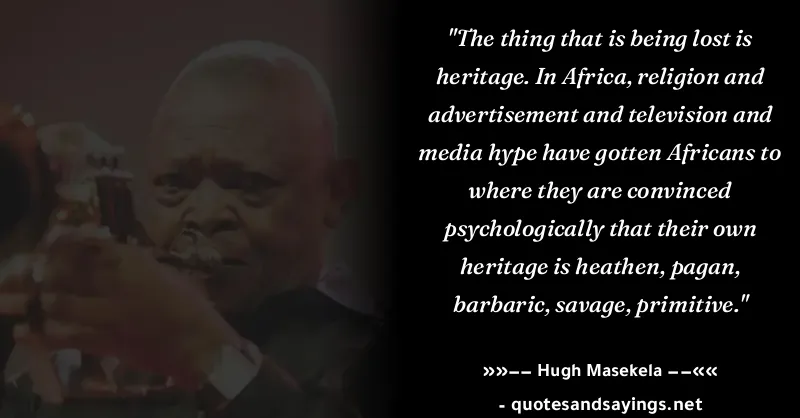 "The thing that is being lost is
heritage. In Africa, religion and
advertisement and television and
media hype have gotten Africans to
where they are convinced
psychologically that their own
heritage is heathen, pagan,
barbaric, savage, primitive."
»»–– Hugh Masekela ––««
- quotesandsayings.net